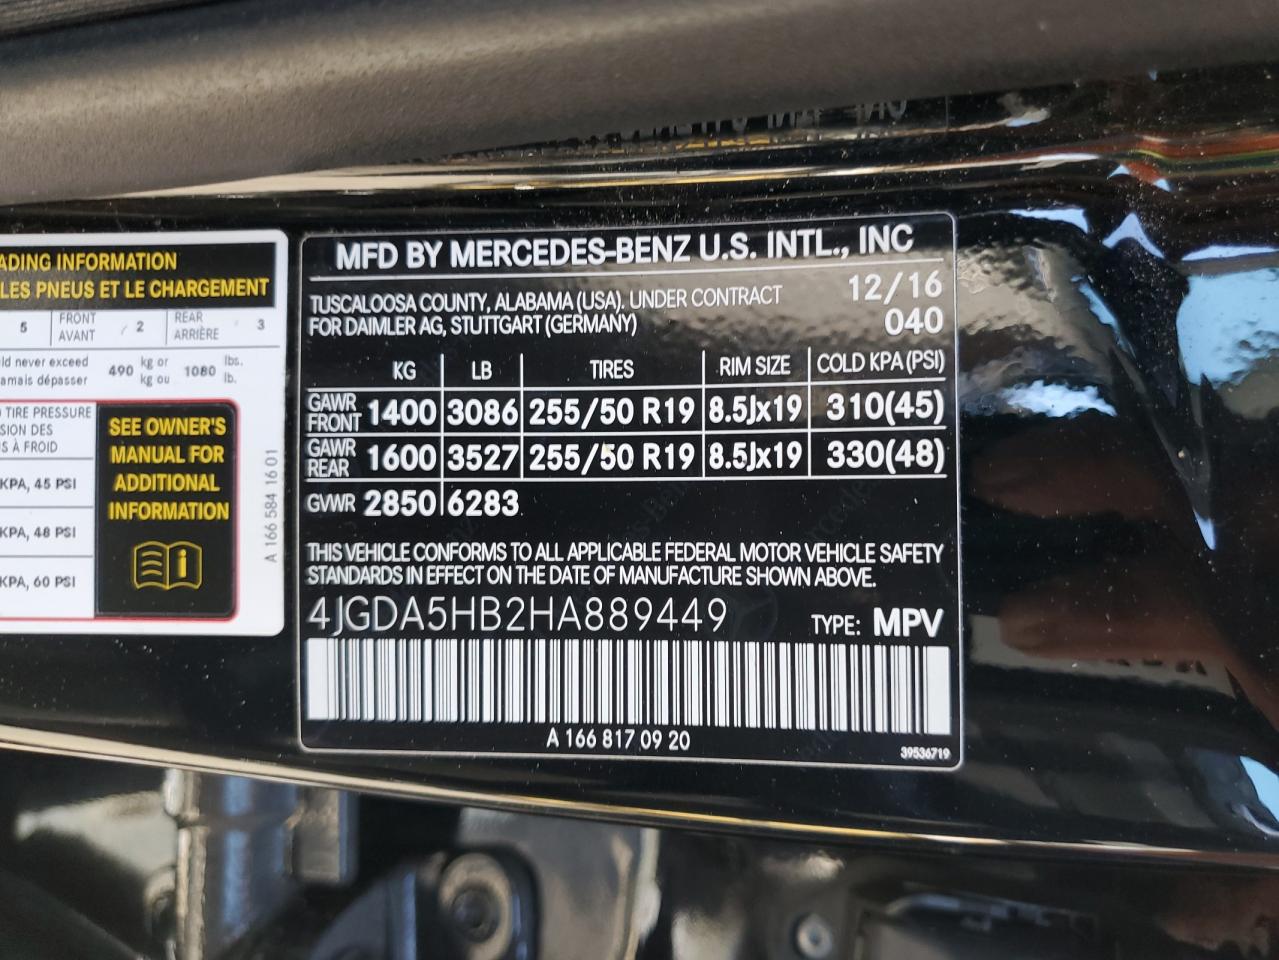 ADING INFORMATION
LES PNEUS ET LE CHARGEMENT
5 FRONT AVANT 2 REAR ARRIÈRE 3
ld never exceed 490 kg or 1080 lbs.
amais dépasser kg ou lb.
TIRE PRESSURE
SION DES
S À FROID
KPA, 45 PSI
KPA, 48 PSI
KPA, 60 PSI
SEE OWNER'S
MANUAL FOR
ADDITIONAL
INFORMATION
A 166 584 16 01
MFD BY MERCEDES-BENZ U.S. INTL., INC
TUSCALOOSA COUNTY, ALABAMA (USA), UNDER CONTRACT 12/16
FOR DAIMLER AG, STUTTGART (GERMANY) 040
KG LB TIRES RIM SIZE COLD KPA(PSI)
GAWR FRONT 1400 3086 255/50 R19 8.5Jx19 310(45)
GAWR REAR 1600 3527 255/50 R19 8.5Jx19 330(48)
GVWR 2850 6283
THIS VEHICLE CONFORMS TO ALL APPLICABLE FEDERAL MOTOR VEHICLE SAFETY
STANDARDS IN EFFECT ON THE DATE OF MANUFACTURE SHOWN ABOVE.
4JGDA5HB2HA889449 TYPE: MPV
A 166 817 09 20
39536719